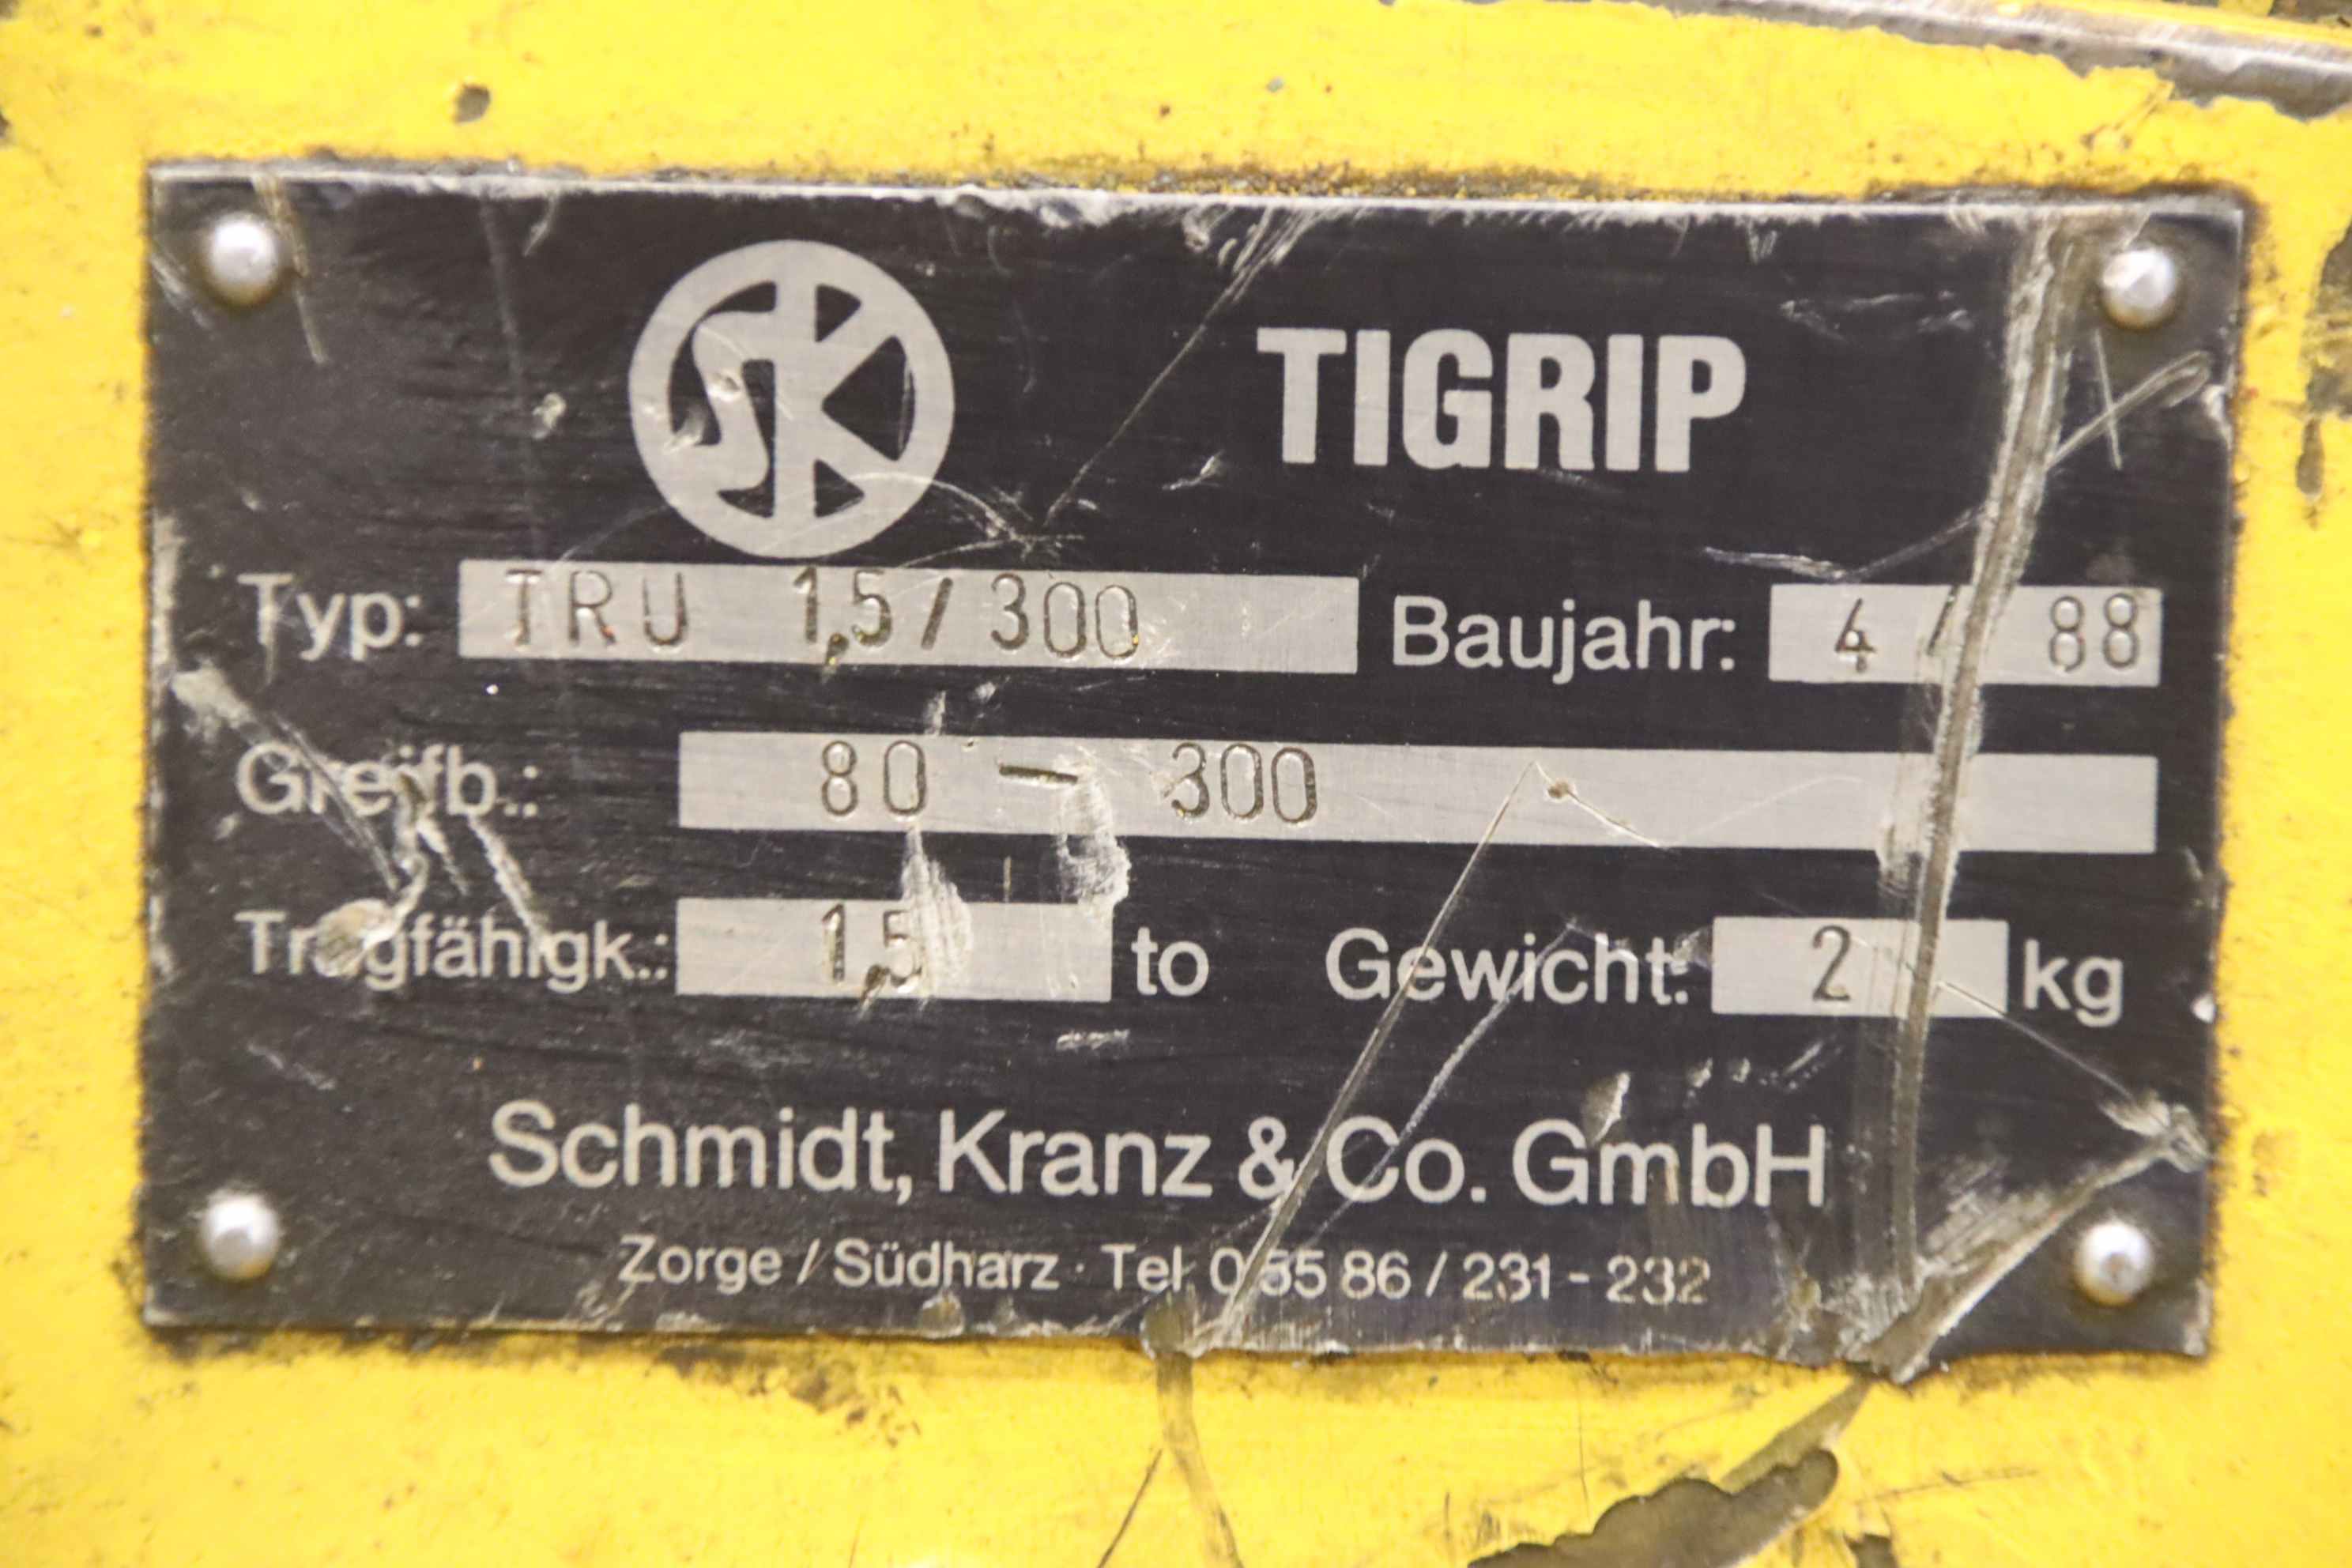 SK TIGRIP
Typ: TRU 1,5/300 Baujahr: 4/ 88
Greifb.: 80 - 300
Tragfähigk.: 1,5 to Gewicht: 2 kg
Schmidt, Kranz & Co. GmbH
Zorge / Südharz · Tel. 0 55 86 / 231 - 232